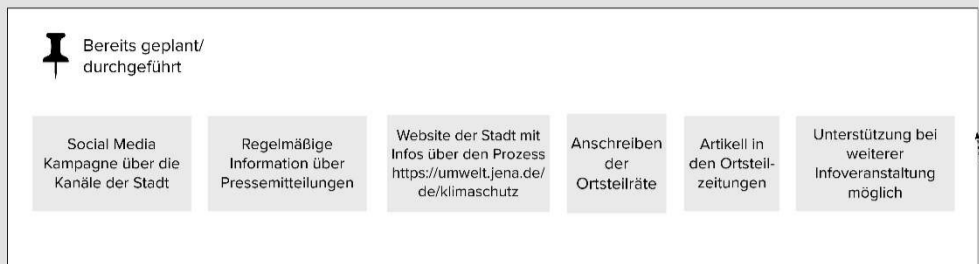 Bereits geplant/
durchgeführt
Social Media
Kampagne über die
Kanäle der Stadt
Regelmäßige
Information über
Pressemitteilungen
Website der Stadt mit
Infos über den Prozess
https://umwelt.jena.de/
de/klimaschutz
Anschreiben
der
Ortsteilräte
Artikell in
den Ortsteil-
zeitungen
Unterstützung bei
weiterer
Infoveranstaltung
möglich